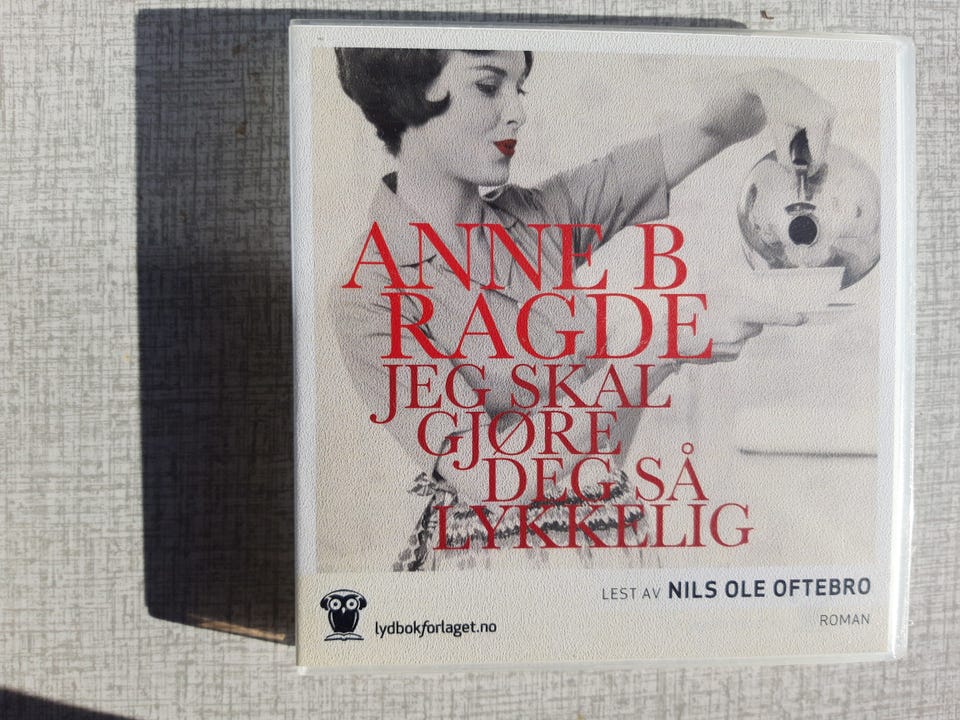 ANNE B
RAGDE
JEG SKAL
GJØRE
DEG SÅ
LYKKELIG
LEST AV NILS OLE OFTEBRO
ROMAN
lydbokforlaget.no